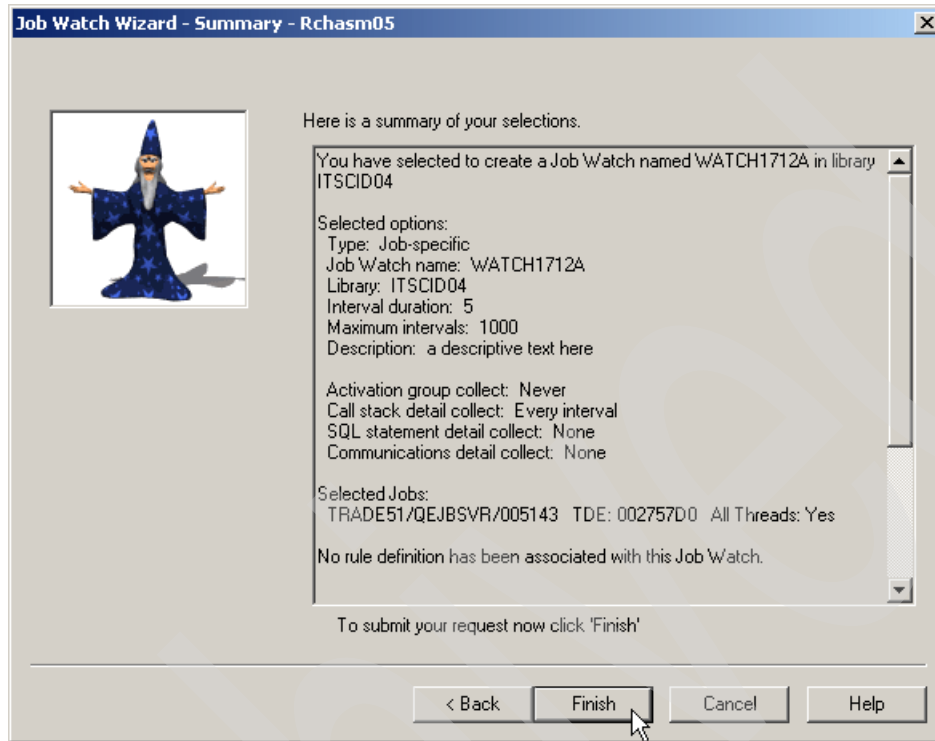 Job Watch Wizard - Summary - Rchasm05
Here is a summary of your selections.
You have selected to create a Job Watch named WATCH1712A in library
ITSCID04
Selected options:
Type: Job-specific
Job Watch name: WATCH1712A
Library: ITSCID04
Interval duration: 5
Maximum intervals: 1000
Description: a descriptive text here
Activation group collect: Never
Call stack detail collect: Every interval
SQL statement detail collect: None
Communications detail collect: None
Selected Jobs:
TRADE51/QEJBSVR/005143 TDE: 002757D0 All Threads: Yes
No rule definition has been associated with this Job Watch.
To submit your request now click 'Finish'
< Back Finish Cancel Help